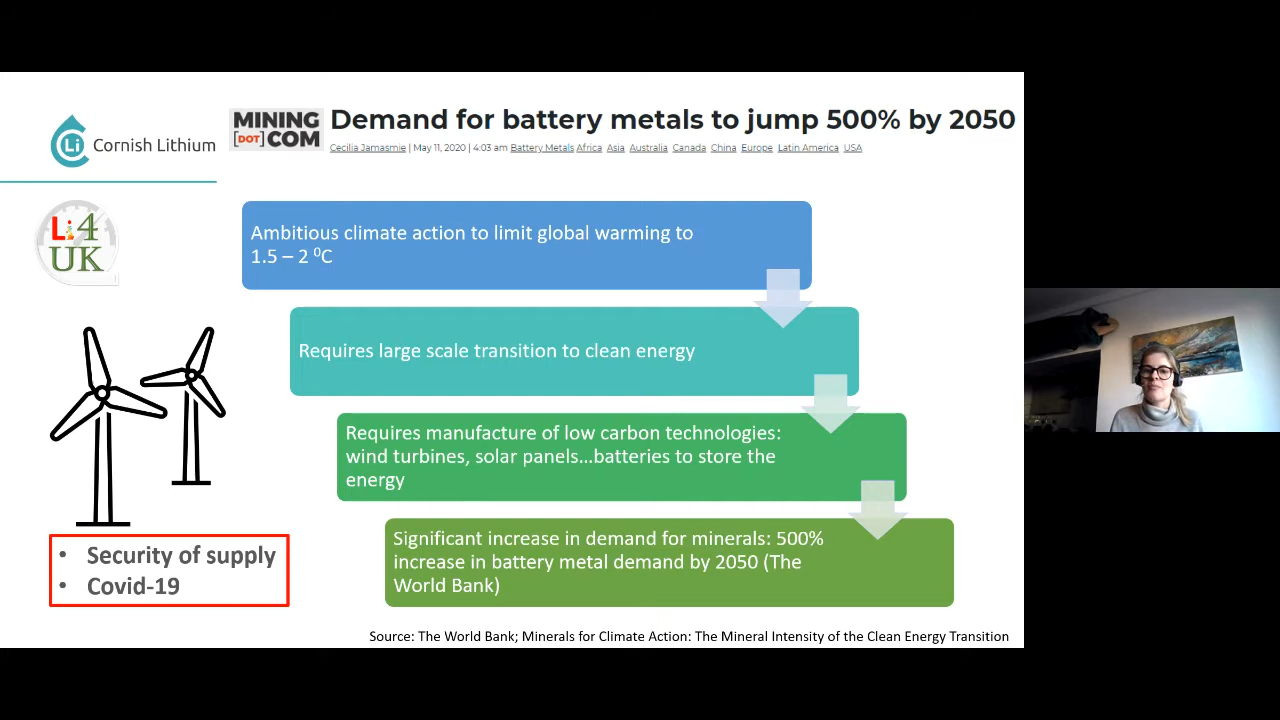 Li
Cornish Lithium
MINING
[DOT]COM
Demand for battery metals to jump 500% by 2050
Cecilia Jamasmie | May 11, 2020 | 4:03 am Battery Metals Africa Asia Australia Canada China Europe Latin America USA
Li4
UK
Ambitious climate action to limit global warming to
1.5 – 2 ⁰C
Requires large scale transition to clean energy
Requires manufacture of low carbon technologies:
wind turbines, solar panels…batteries to store the
energy
Significant increase in demand for minerals: 500%
increase in battery metal demand by 2050 (The
World Bank)
• Security of supply
• Covid-19
Source: The World Bank; Minerals for Climate Action: The Mineral Intensity of the Clean Energy Transition